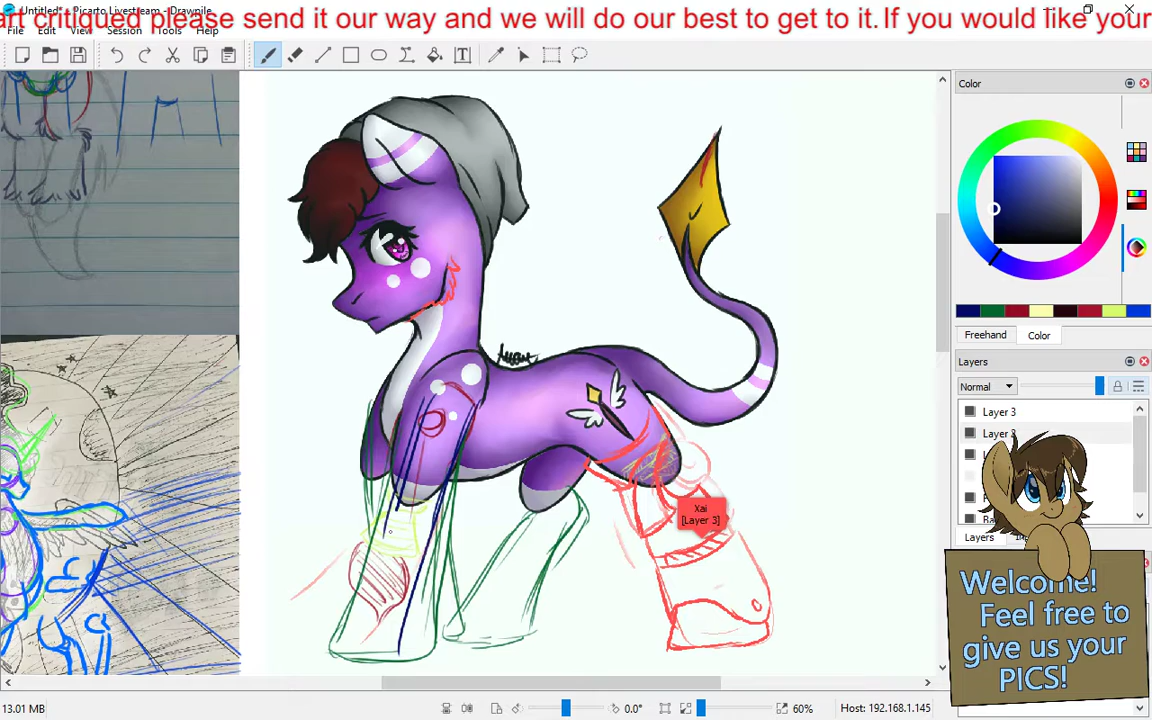 Untitled* - Picarto Livestream - Drawpile
art critiqued please send it our way and we will do our best to get to it. If you would like your
File Edit View Session Tools Help
Color
Freehand Color
Layers
Normal
Layer 3
Layer
Xai
[Layer 3]
Layers
Welcome!
Feel free to
give us your
PICS!
13.01 MB
0.0°
60%
Host: 192.168.1.145